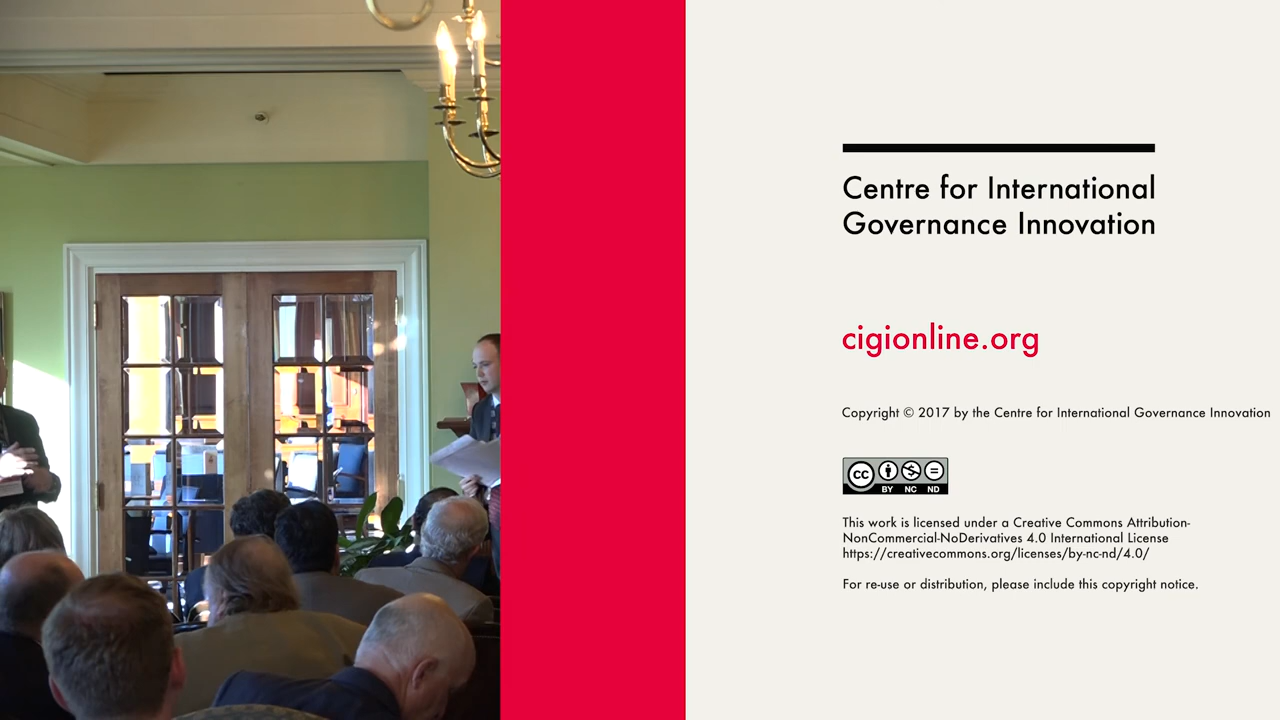 Centre for International
Governance Innovation
cigionline.org
Copyright © 2017 by the Centre for International Governance Innovation
CC BY NC ND
This work is licensed under a Creative Commons Attribution-
NonCommercial-NoDerivatives 4.0 International License
https://creativecommons.org/licenses/by-nc-nd/4.0/
For re-use or distribution, please include this copyright notice.